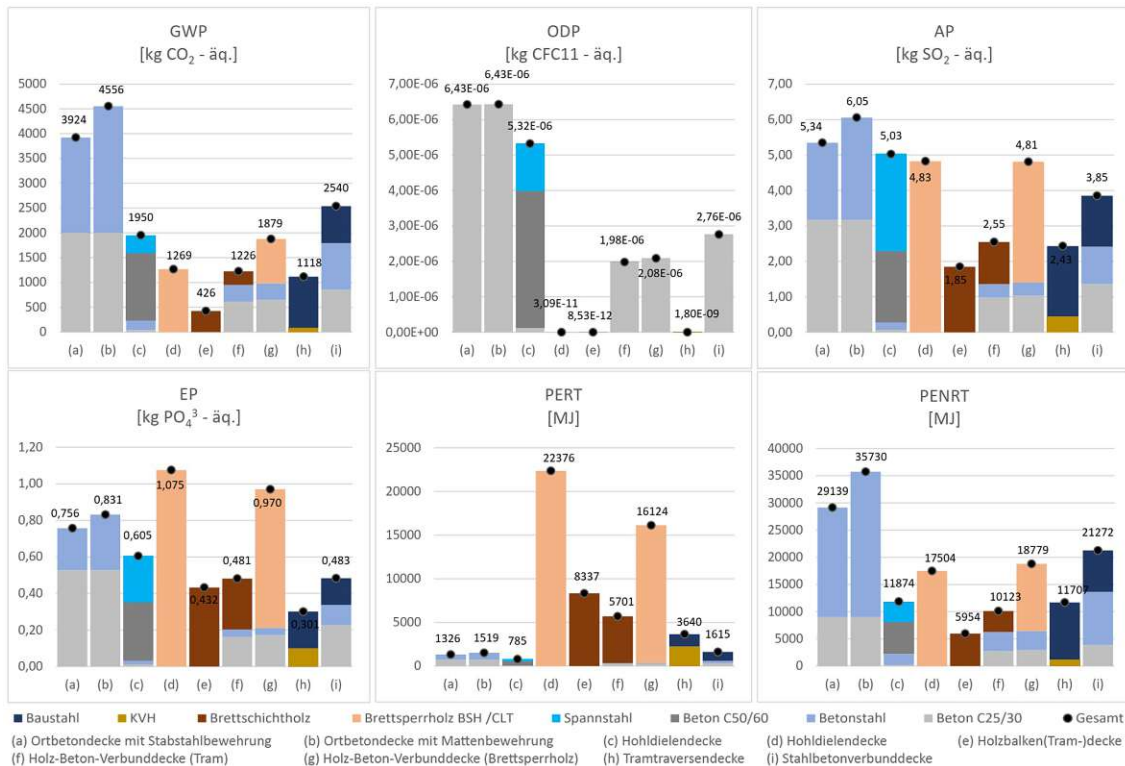 GWP
[kg CO₂ - äq.]
5000
4500
4000
3500
3000
2500
2000
1500
1000
500
0
3924
4556
1950
1269
426
1226
1879
1118
2540
(a) (b) (c) (d) (e) (f) (g) (h) (i)
ODP
[kg CFC11 - äq.]
7,00E-06
6,00E-06
5,00E-06
4,00E-06
3,00E-06
2,00E-06
1,00E-06
0,00E+00
6,43E-06
6,43E-06
5,32E-06
3,09E-11
8,53E-12
1,98E-06
2,08E-06
1,80E-09
2,76E-06
(a) (b) (c) (d) (e) (f) (g) (h) (i)
AP
[kg SO₂ - äq.]
7,00
6,00
5,00
4,00
3,00
2,00
1,00
0,00
5,34
6,05
5,03
4,83
1,85
2,55
4,81
2,43
3,85
(a) (b) (c) (d) (e) (f) (g) (h) (i)
EP
[kg PO₄³ - äq.]
1,20
1,00
0,80
0,60
0,40
0,20
0,00
0,756
0,831
0,605
1,075
0,432
0,481
0,970
0,301
0,483
(a) (b) (c) (d) (e) (f) (g) (h) (i)
PERT
[MJ]
25000
20000
15000
10000
5000
0
1326
1519
785
22376
8337
5701
16124
3640
1615
(a) (b) (c) (d) (e) (f) (g) (h) (i)
PENRT
[MJ]
40000
35000
30000
25000
20000
15000
10000
5000
0
29139
35730
11874
17504
5954
10123
18779
11707
21272
(a) (b) (c) (d) (e) (f) (g) (h) (i)
Baustahl KVH Brettschichtholz Brettsperrholz BSH /CLT Spannstahl Beton C50/60 Betonstahl Beton C25/30 Gesamt
(a) Ortbetondecke mit Stabstahlbewehrung (b) Ortbetondecke mit Mattenbewehrung (c) Hohldielendecke (d) Hohldielendecke (e) Holzbalken(Tram-)decke
(f) Holz-Beton-Verbunddecke (Tram) (g) Holz-Beton-Verbunddecke (Brettsperrholz) (h) Tramtraversendecke (i) Stahlbetonverbunddecke